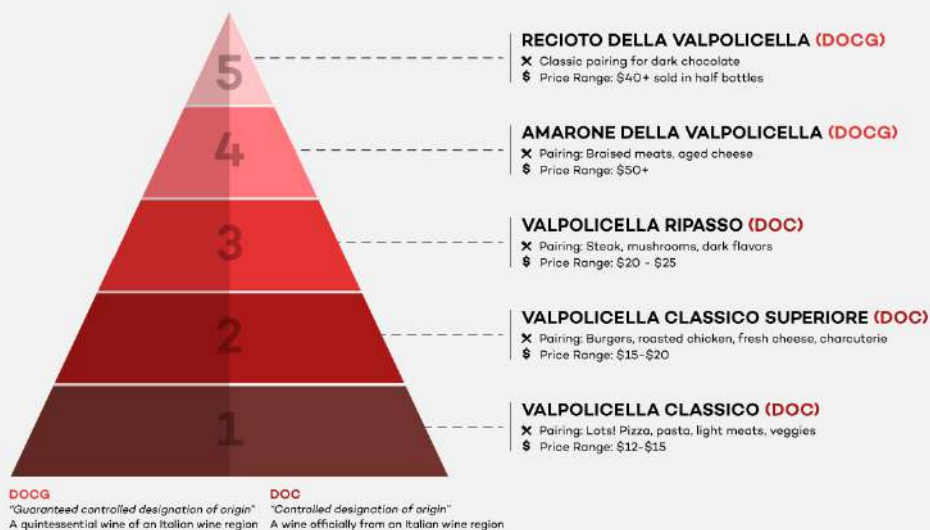 5
RECIOTO DELLA VALPOLICELLA (DOCG)
Classic pairing for dark chocolate
$ Price Range: $40+ sold in half bottles
4
AMARONE DELLA VALPOLICELLA (DOCG)
Pairing: Braised meats, aged cheese
$ Price Range: $50+
3
VALPOLICELLA RIPASSO (DOC)
Pairing: Steak, mushrooms, dark flavors
$ Price Range: $20 - $25
2
VALPOLICELLA CLASSICO SUPERIORE (DOC)
Pairing: Burgers, roasted chicken, fresh cheese, charcuterie
$ Price Range: $15-$20
1
VALPOLICELLA CLASSICO (DOC)
Pairing: Lots! Pizza, pasta, light meats, veggies
$ Price Range: $12-$15
DOCG
"Guaranteed controlled designation of origin"
A quintessential wine of an Italian wine region
DOC
"Controlled designation of origin"
A wine officially from an Italian wine region